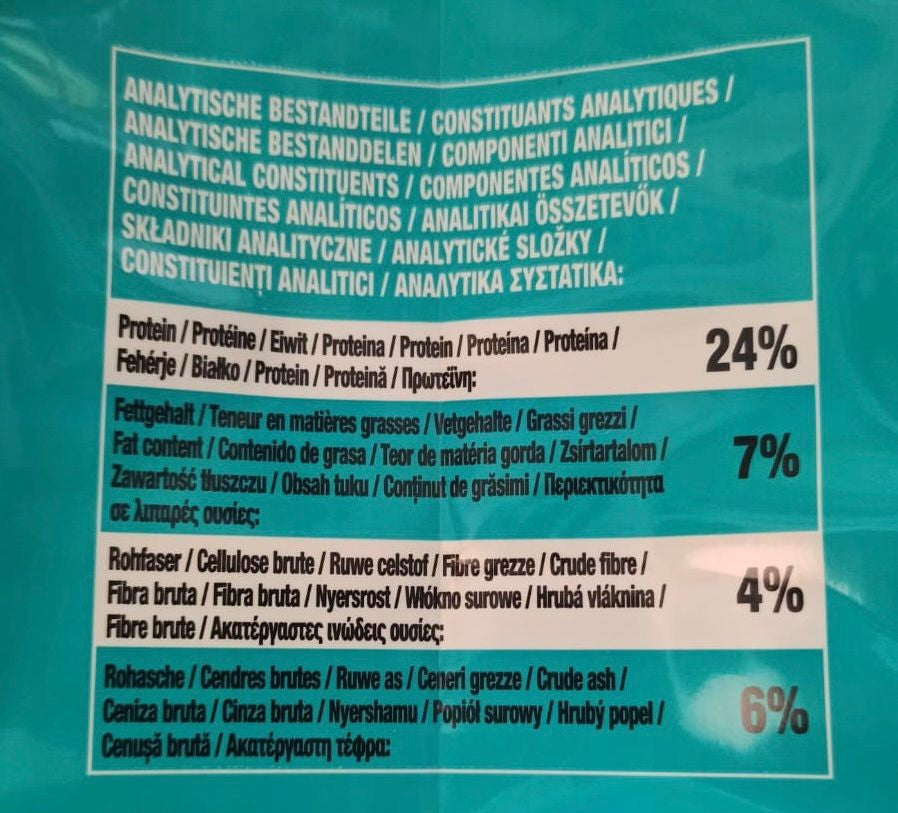 ANALYTISCHE BESTANDTEILE / CONSTITUANTS ANALYTIQUES /
ANALYTISCHE BESTANDDELEN / COMPONENTI ANALITICI /
ANALYTICAL CONSTITUENTS / COMPONENTES ANALÍTICOS /
CONSTITUINTES ANALÍTICOS / ANALITIKAI ÖSSZETEVŐK /
SKŁADNIKI ANALITYCZNE / ANALYTICKÉ SLOŽKY /
CONSTITUIENȚI ANALITICI / ΑΝΑΛΥΤΙΚΑ ΣΥΣΤΑΤΙΚΑ:
Protein / Protéine / Eiwit / Proteina / Protein / Proteína / Proteína /
Fehérje / Białko / Protein / Proteină / Πρωτεΐνη:
24%
Fettgehalt / Teneur en matières grasses / Vetgehalte / Grassi grezzi /
Fat content / Contenido de grasa / Teor de matéria gorda / Zsírtartalom /
Zawartość tłuszczu / Obsah tuku / Conținut de grăsimi / Περιεκτικότητα
σε λιπαρές ουσίες:
7%
Rohfaser / Cellulose brute / Ruwe celstof / Fibre grezze / Crude fibre /
Fibra bruta / Fibra bruta / Nyersrost / Włókno surowe / Hrubá vláknina /
Fibre brute / Ακατέργαστες ινώδεις ουσίες:
4%
Rohasche / Cendres brutes / Ruwe as / Ceneri grezze / Crude ash /
Ceniza bruta / Cinza bruta / Nyershamu / Popiół surowy / Hrubý popel /
Cenușă brută / Ακατέργαστη τέφρα:
6%